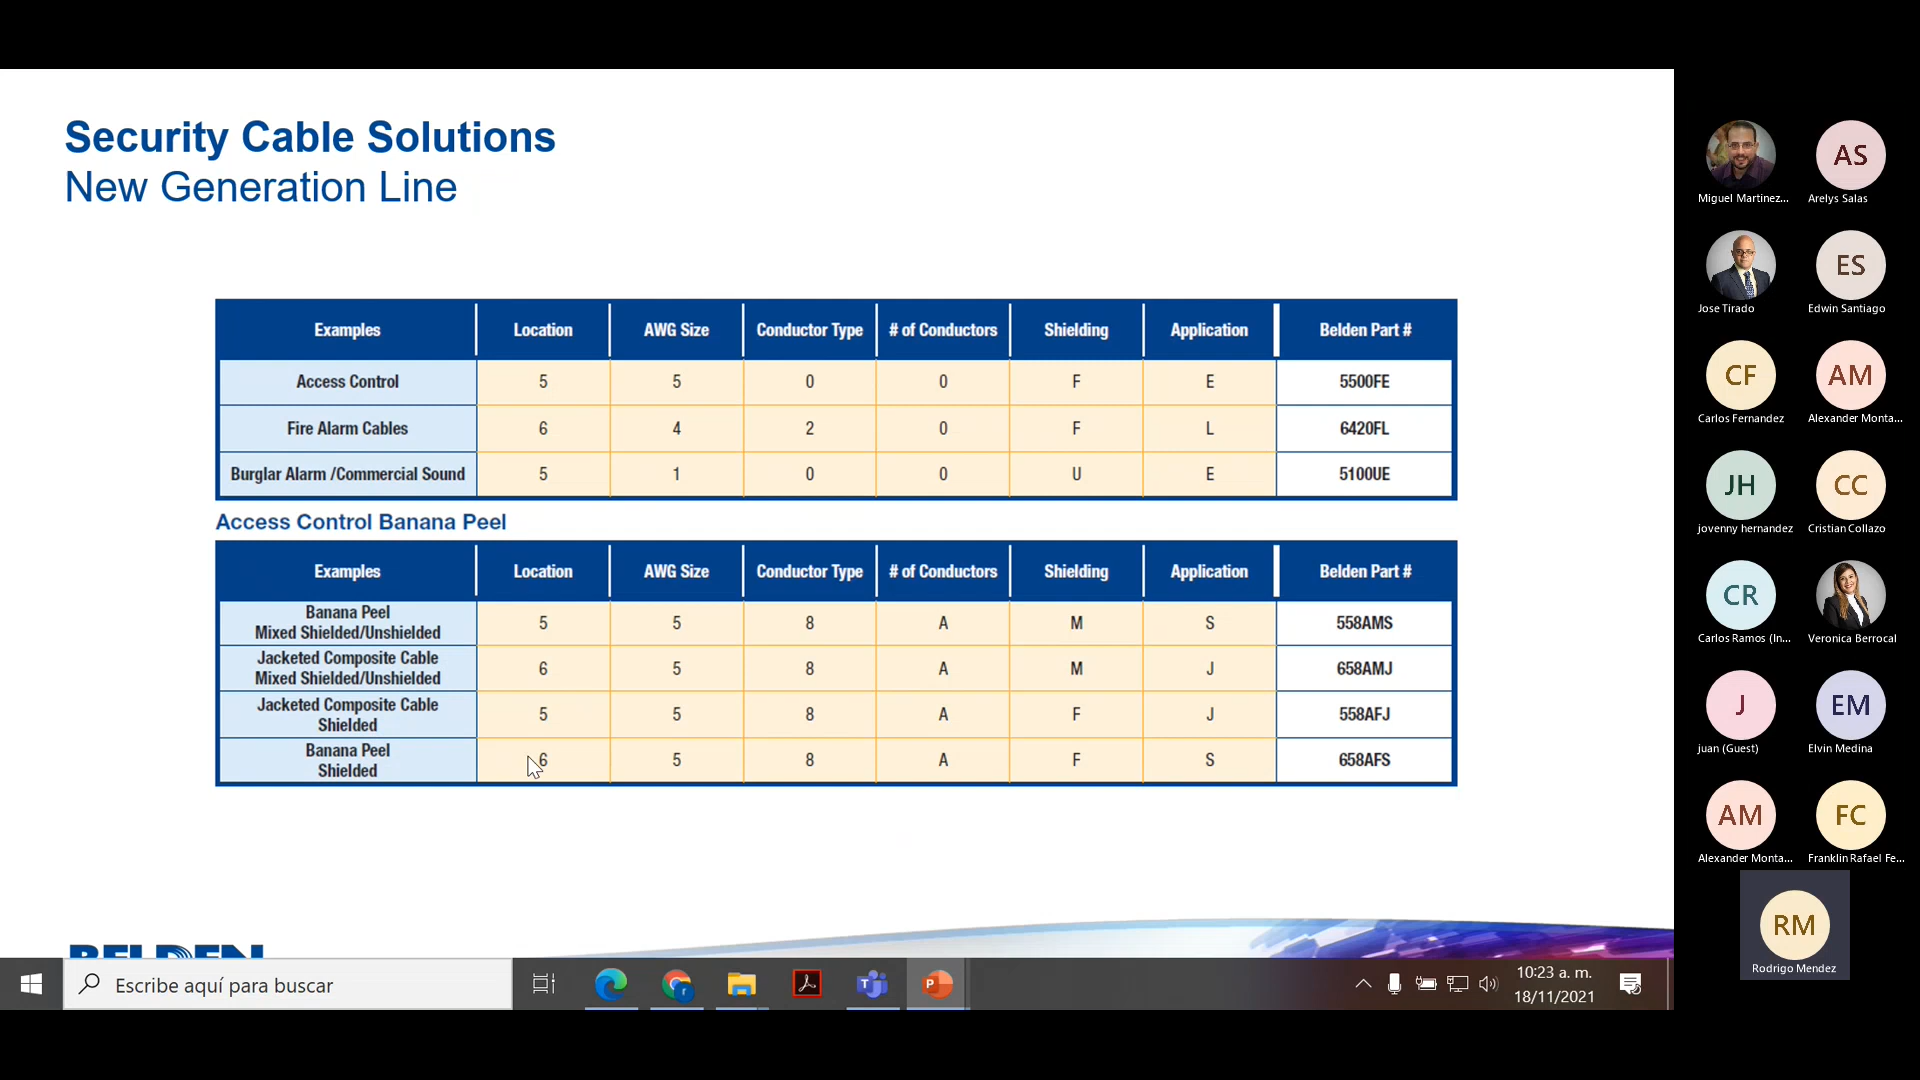 Security Cable Solutions
New Generation Line
Examples Location AWG Size Conductor Type # of Conductors Shielding Application Belden Part #
Access Control 5 5 0 0 F E 5500FE
Fire Alarm Cables 6 4 2 0 F L 6420FL
Burglar Alarm /Commercial Sound 5 1 0 0 U E 5100UE
Access Control Banana Peel
Examples Location AWG Size Conductor Type # of Conductors Shielding Application Belden Part #
Banana Peel
Mixed Shielded/Unshielded 5 5 8 A M S 558AMS
Jacketed Composite Cable
Mixed Shielded/Unshielded 6 5 8 A M J 658AMJ
Jacketed Composite Cable
Shielded 5 5 8 A F J 558AFJ
Banana Peel
Shielded 6 5 8 A F S 658AFS
BELDEN
Escribe aquí para buscar
10:23 a. m.
18/11/2021
AS
Miguel Martinez... Arelys Salas
ES
Jose Tirado Edwin Santiago
CF AM
Carlos Fernandez Alexander Monta...
JH CC
jovenny hernandez Cristian Collazo
CR
Carlos Ramos (In... Veronica Berrocal
J EM
juan (Guest) Elvin Medina
AM FC
Alexander Monta... Franklin Rafael Fe...
RM
Rodrigo Mendez